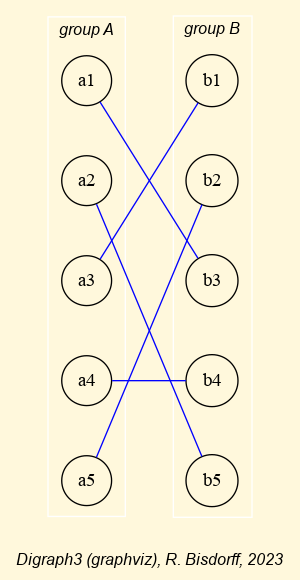 group A group B
a1 b1
a2 b2
a3 b3
a4 b4
a5 b5
Digraph3 (graphviz), R. Bisdorff, 2023